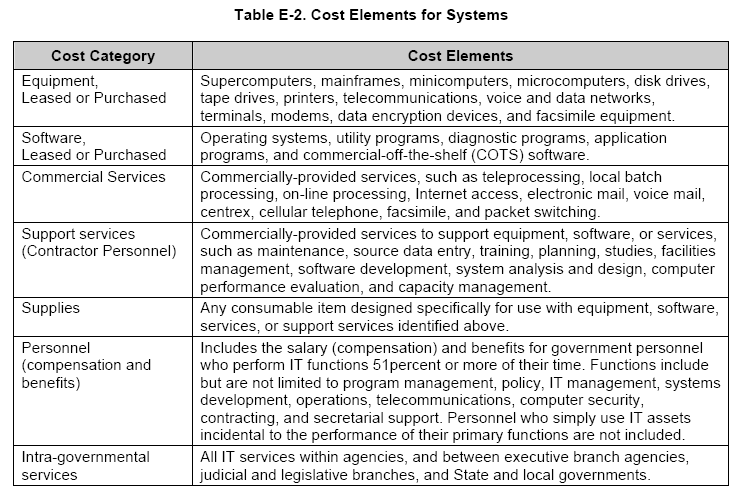 Table E-2. Cost Elements for Systems
Cost Category
Cost Elements
Equipment,
Leased or Purchased
Supercomputers, mainframes, minicomputers, microcomputers, disk drives,
tape drives, printers, telecommunications, voice and data networks,
terminals, modems, data encryption devices, and facsimile equipment.
Software,
Leased or Purchased
Operating systems, utility programs, diagnostic programs, application
programs, and commercial-off-the-shelf (COTS) software.
Commercial Services
Commercially-provided services, such as teleprocessing, local batch
processing, on-line processing, Internet access, electronic mail, voice mail,
centrex, cellular telephone, facsimile, and packet switching.
Support services
(Contractor Personnel)
Commercially-provided services to support equipment, software, or services,
such as maintenance, source data entry, training, planning, studies, facilities
management, software development, system analysis and design, computer
performance evaluation, and capacity management.
Supplies
Any consumable item designed specifically for use with equipment, software,
services, or support services identified above.
Personnel
(compensation and
benefits)
Includes the salary (compensation) and benefits for government personnel
who perform IT functions 51percent or more of their time. Functions include
but are not limited to program management, policy, IT management, systems
development, operations, telecommunications, computer security,
contracting, and secretarial support. Personnel who simply use IT assets
incidental to the performance of their primary functions are not included.
Intra-governmental
services
All IT services within agencies, and between executive branch agencies,
judicial and legislative branches, and State and local governments.